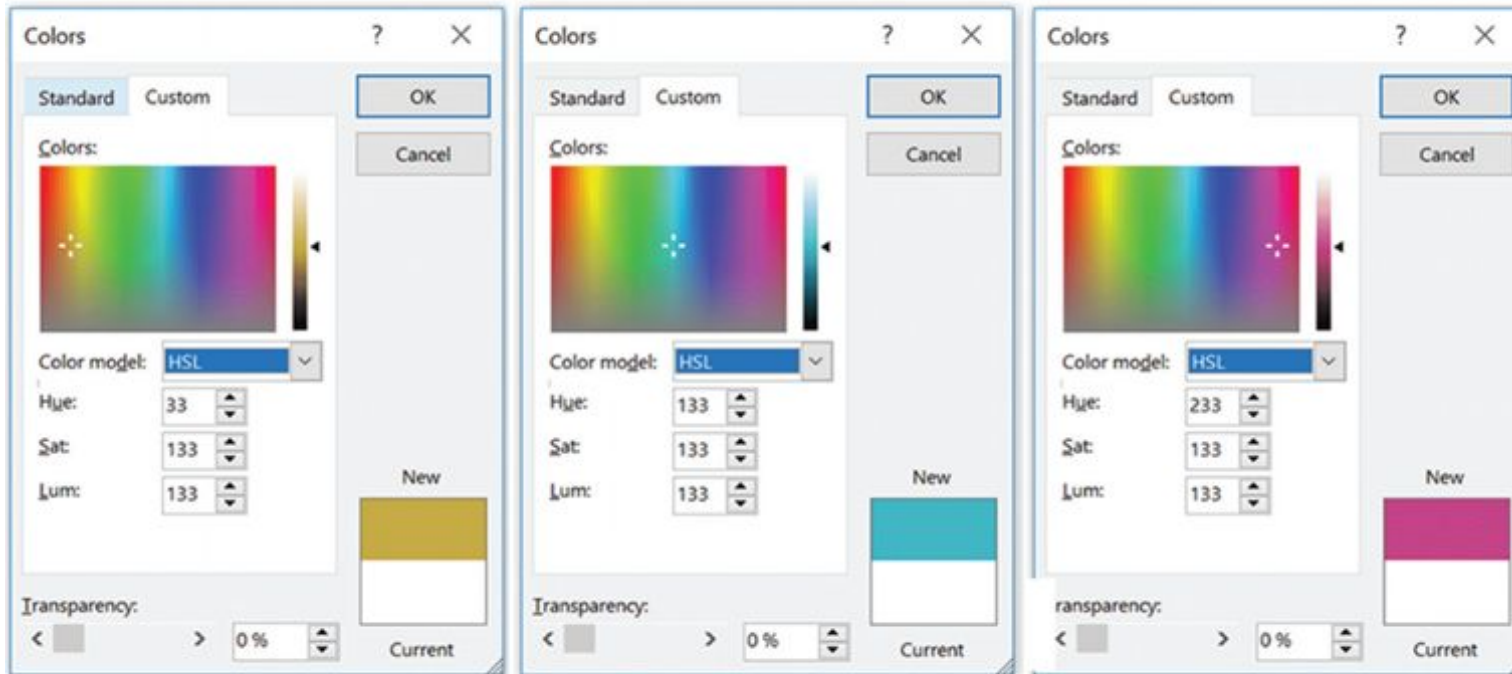 Colors ? ×
Standard Custom OK
Colors: Cancel
Color model: HSL
Hue: 33
Sat: 133
Lum: 133
New
Transparency:
< > 0 % Current
Colors ? ×
Standard Custom OK
Colors: Cancel
Color model: HSL
Hue: 133
Sat: 133
Lum: 133
New
Transparency:
< > 0 % Current
Colors ? ×
Standard Custom OK
Colors: Cancel
Color model: HSL
Hue: 233
Sat: 133
Lum: 133
New
ransparency:
< > 0 % Current